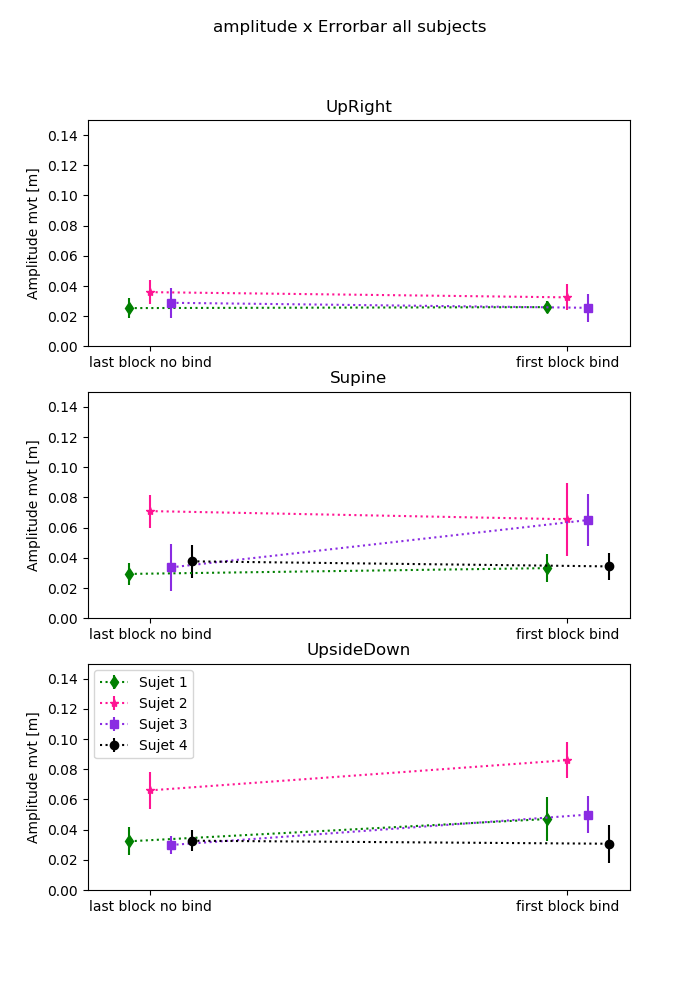 amplitude x Errorbar all subjects
UpRight
0.14
0.12
0.10
0.08
0.06
0.04
0.02
0.00
Amplitude mvt [m]
last block no bind first block bind
Supine
0.14
0.12
0.10
0.08
0.06
0.04
0.02
0.00
Amplitude mvt [m]
last block no bind first block bind
UpsideDown
0.14
0.12
0.10
0.08
0.06
0.04
0.02
0.00
Amplitude mvt [m]
Sujet 1
Sujet 2
Sujet 3
Sujet 4
last block no bind first block bind